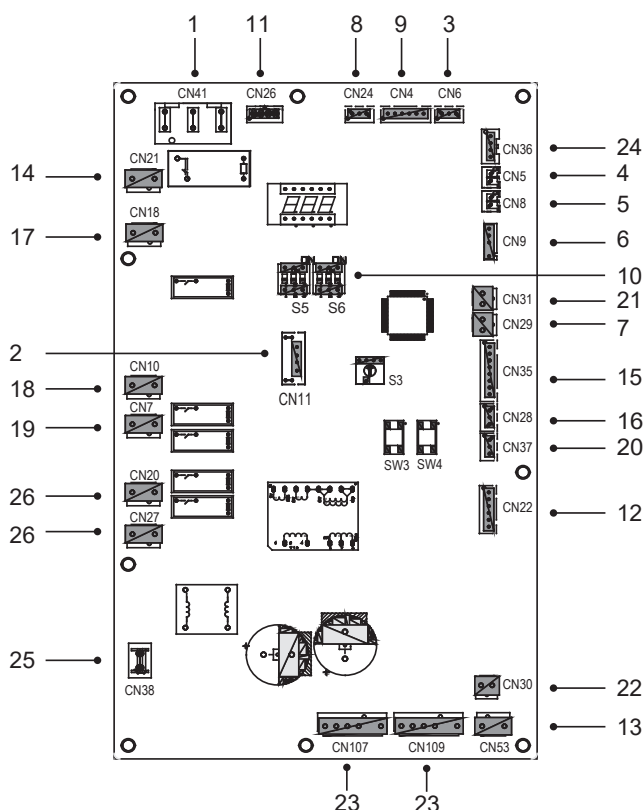 1 11 8 9 3
CN41 CN26 CN24 CN4 CN6
CN36 24
14 CN21 CN5 4
CN8 5
17 CN18 CN9 6
10
S5 S6 CN31 21
CN29 7
2 S3 CN35 15
18 CN10 CN11
19 CN7 CN28 16
CN37 20
SW3 SW4
26 CN20 CN22 12
26 CN27
25 CN38 CN30 22
13
CN107 CN109 CN53
23 23